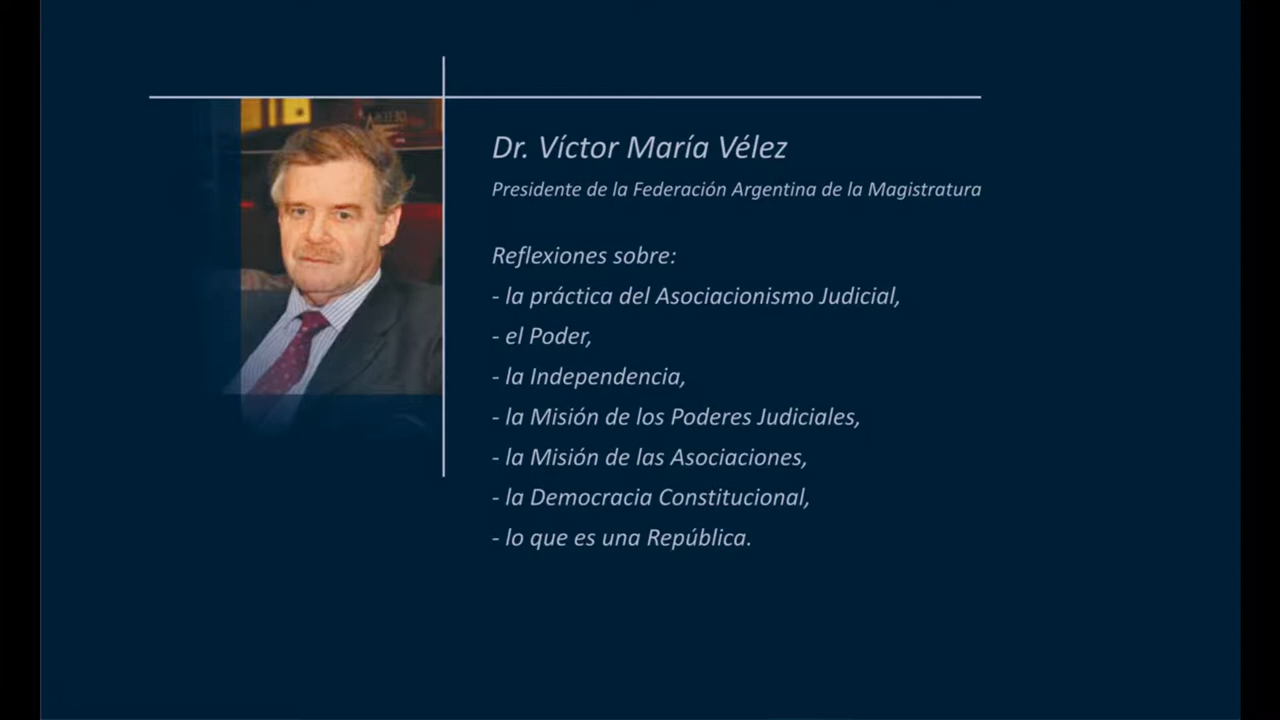 Dr. Víctor María Vélez
Presidente de la Federación Argentina de la Magistratura
Reflexiones sobre:
- la práctica del Asociacionismo Judicial,
- el Poder,
- la Independencia,
- la Misión de los Poderes Judiciales,
- la Misión de las Asociaciones,
- la Democracia Constitucional,
- lo que es una República.